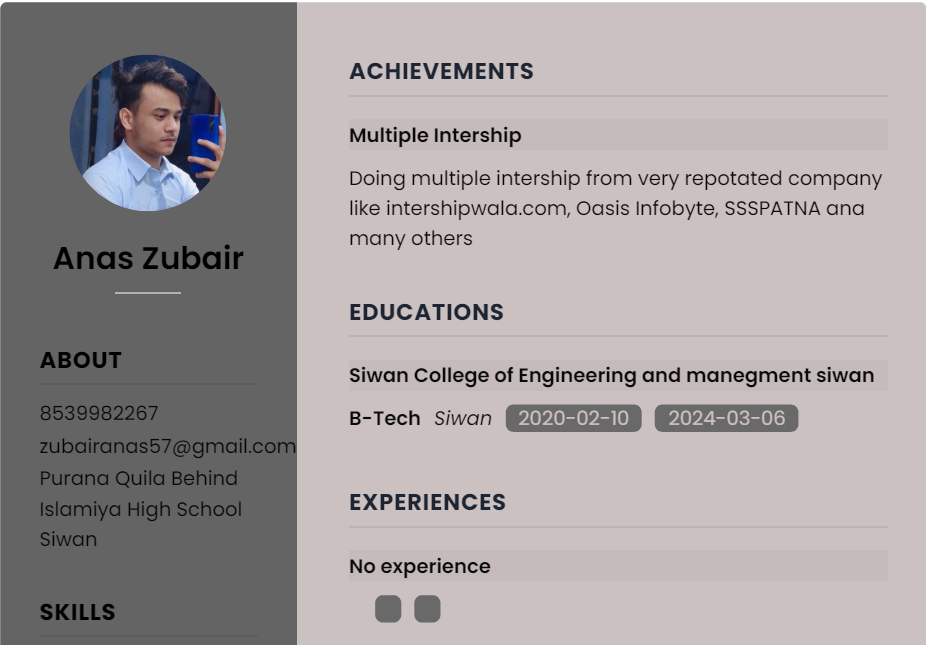 Anas Zubair
ABOUT
8539982267
zubairanas57@gmail.com
Purana Quila Behind
Islamiya High School
Siwan
SKILLS
ACHIEVEMENTS
Multiple Intership
Doing multiple intership from very repotated company
like intershipwala.com, Oasis Infobyte, SSSPATNA ana
many others
EDUCATIONS
Siwan College of Engineering and manegment siwan
B-Tech Siwan 2020-02-10 2024-03-06
EXPERIENCES
No experience